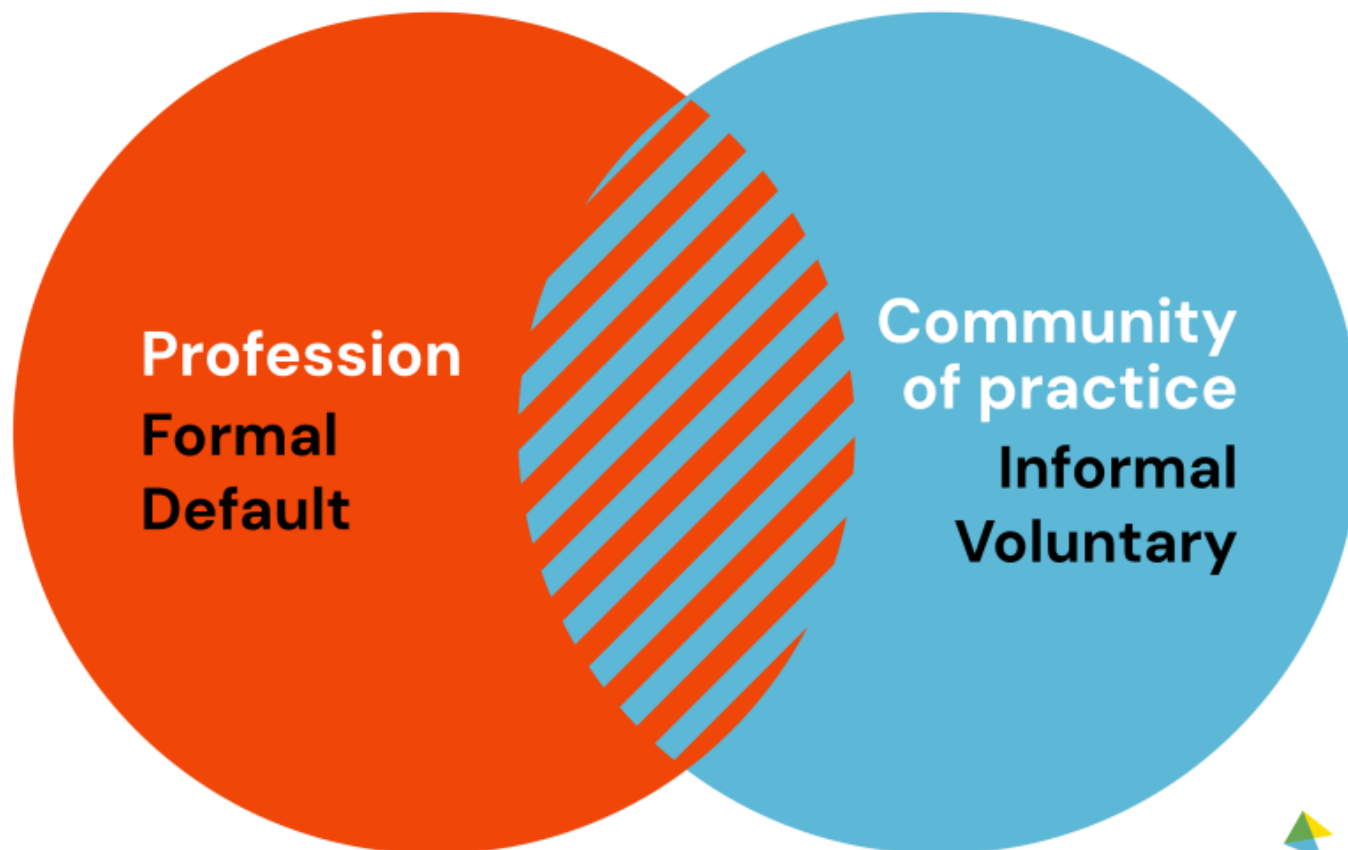 Profession
Formal
Default
Community
of practice
Informal
Voluntary